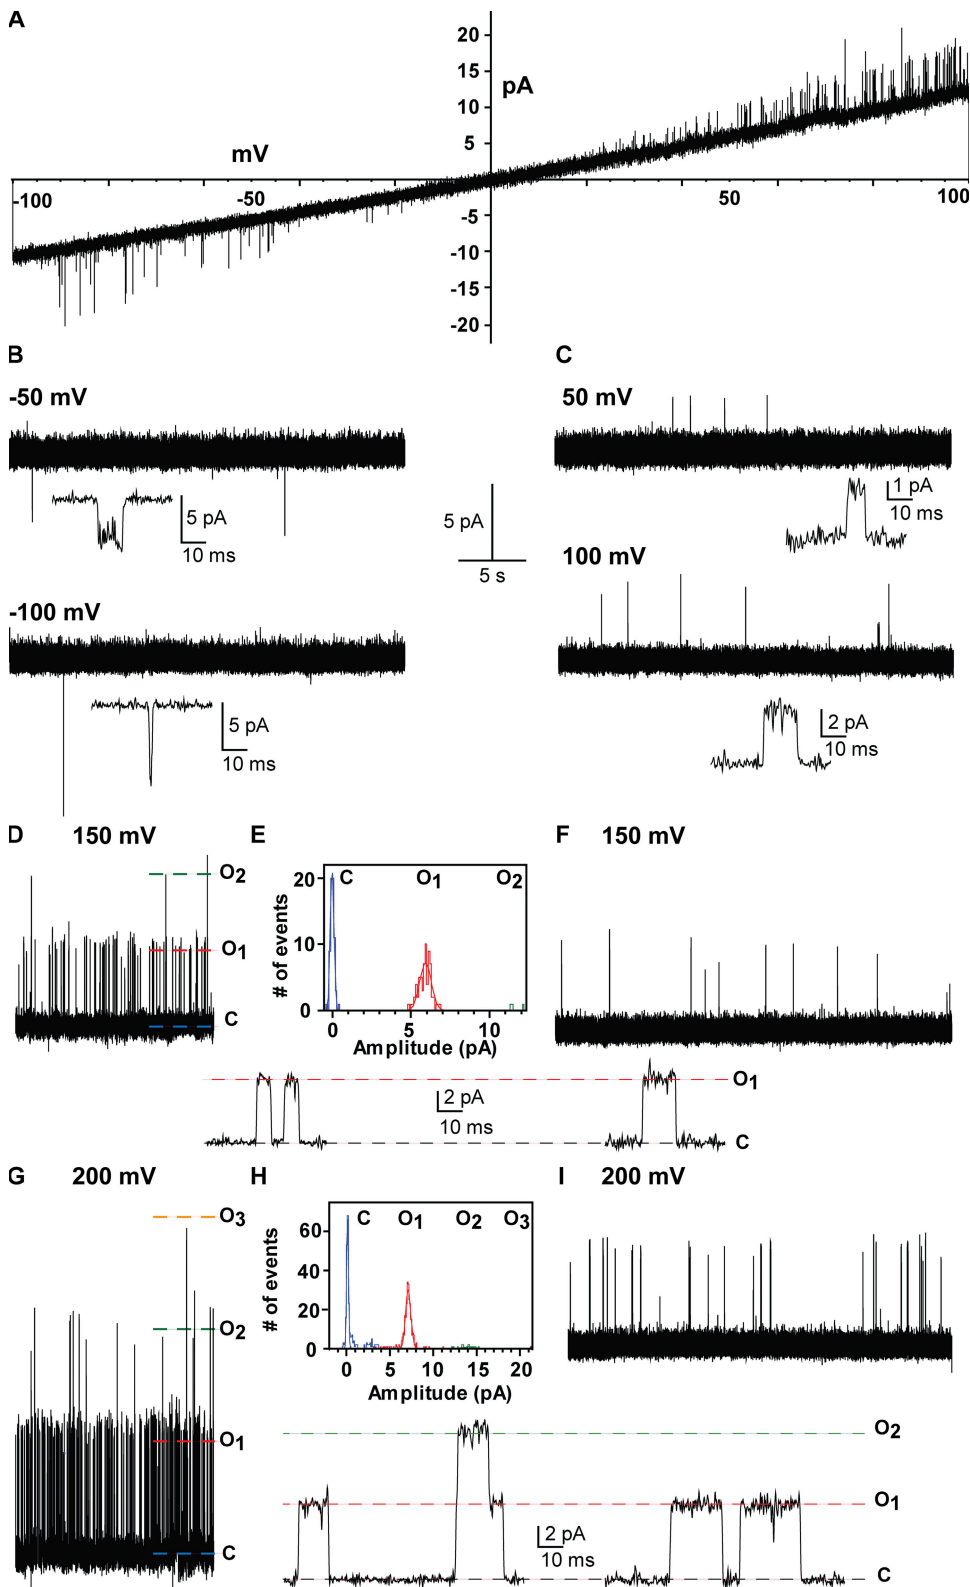 A
20
15
10
5
pA
mV
-100
-50
50
100
-5
-10
-15
-20
B
C
-50 mV
50 mV
5 pA
10 ms
1 pA
10 ms
5 pA
5 s
100 mV
-100 mV
5 pA
10 ms
2 pA
10 ms
D
150 mV
O2
O1
C
E
C
O1
O2
20
10
0
# of events
0
5
10
Amplitude (pA)
F
150 mV
2 pA
10 ms
O1
C
G
200 mV
O3
O2
O1
C
H
C
O1
O2
O3
60
40
20
0
# of events
0
5
10
15
20
Amplitude (pA)
I
200 mV
O2
O1
2 pA
10 ms
C